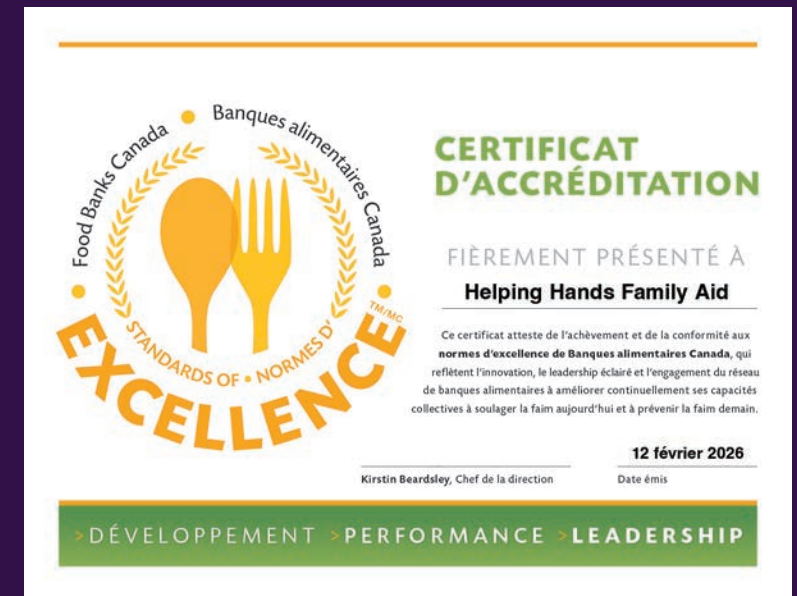 Food Banks Canada • Banques alimentaires Canada
STANDARDS OF • NORMES D'
EXCELLENCE TM/MC
CERTIFICAT
D'ACCRÉDITATION
FIÈREMENT PRÉSENTÉ À
Helping Hands Family Aid
Ce certificat atteste de l'achèvement et de la conformité aux
normes d'excellence de Banques alimentaires Canada, qui
reflètent l'innovation, le leadership éclairé et l'engagement du réseau
de banques alimentaires à améliorer continuellement ses capacités
collectives à soulager la faim aujourd'hui et à prévenir la faim demain.
12 février 2026
Kirstin Beardsley, Chef de la direction
Date émis
>DÉVELOPPEMENT >PERFORMANCE >LEADERSHIP